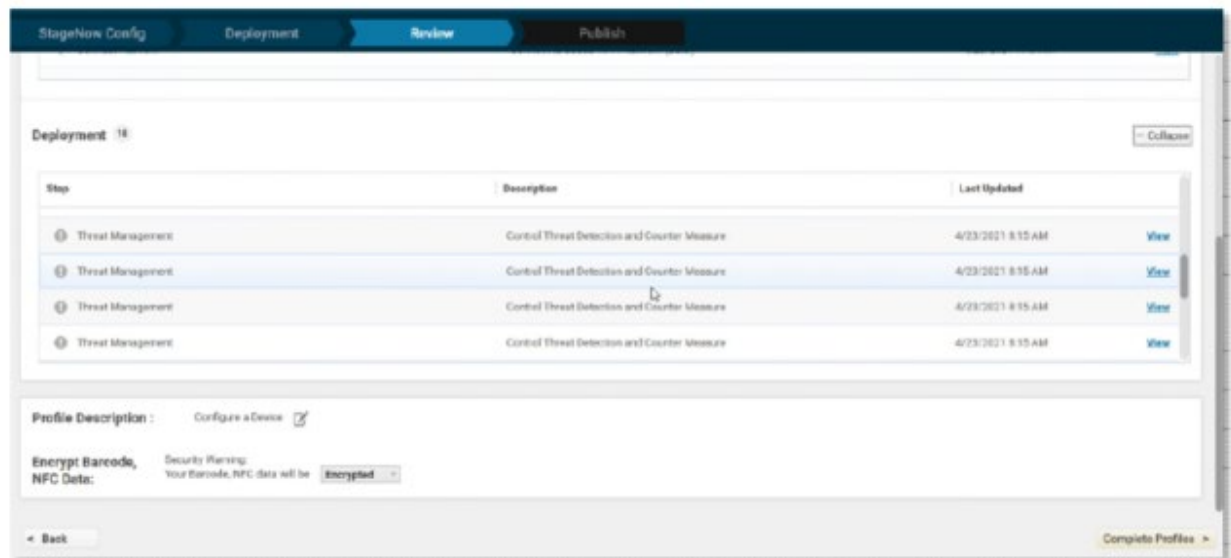 StageNow Config Deployment Review Publish
Deployment 18
Collapse
Step Description Last Updated
Threat Management Control Threat Detection and Counter Measure 4/23/2021 8:15 AM View
Threat Management Control Threat Detection and Counter Measure 4/23/2021 8:15 AM View
Threat Management Control Threat Detection and Counter Measure 4/23/2021 8:15 AM View
Threat Management Control Threat Detection and Counter Measure 4/23/2021 8:15 AM View
Profile Description : Configure a Device
Encrypt Barcode, Security Warning:
NFC Data: Your Barcode, NFC data will be Encrypted
< Back Complete Profiles >